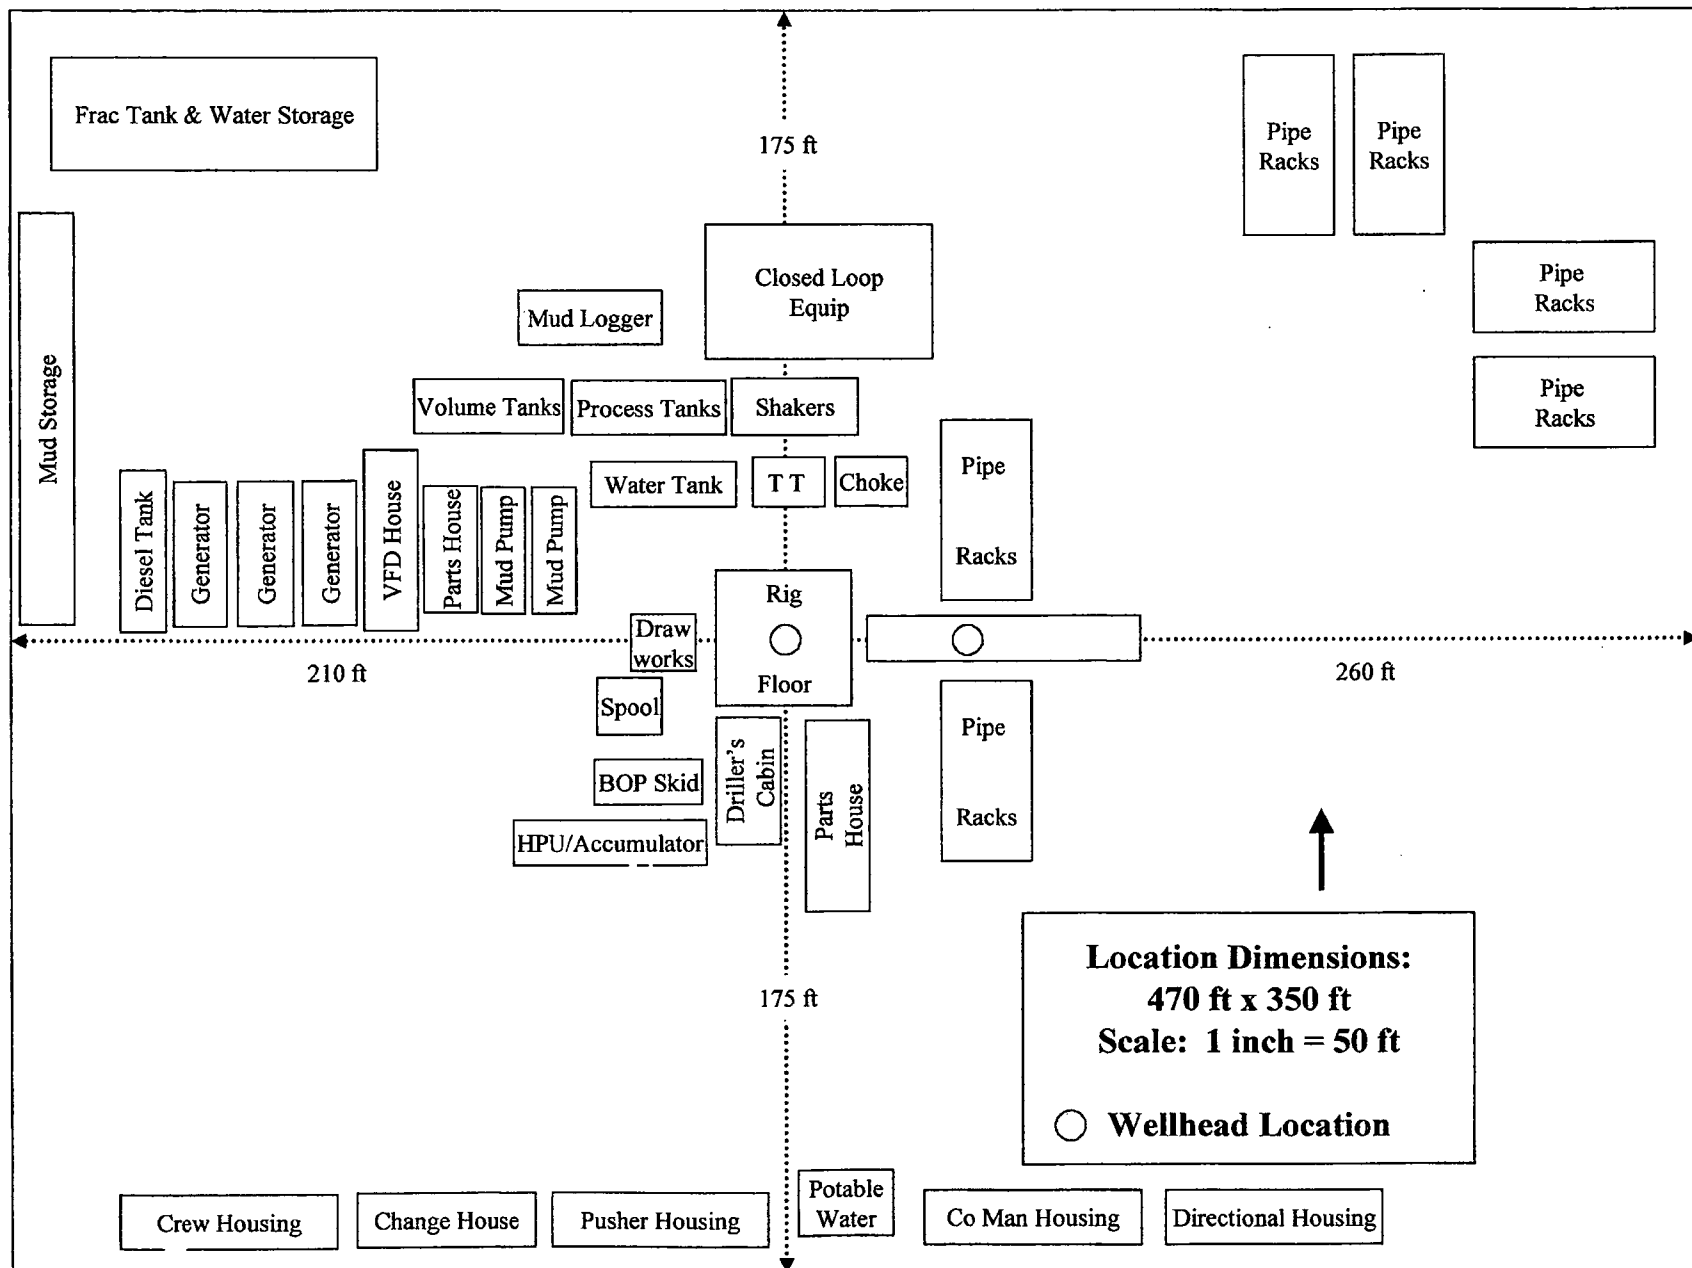 Frac Tank & Water Storage
175 ft
Pipe
Racks
Pipe
Racks
Closed Loop
Equip
Pipe
Racks
Mud Logger
Mud Storage
Pipe
Racks
Volume Tanks
Process Tanks
Shakers
Diesel Tank
Generator
Generator
Generator
VFD House
Parts House
Mud Pump
Mud Pump
Water Tank
T T
Choke
Pipe
Racks
Rig
Floor
Draw
works
210 ft
260 ft
Spool
BOP Skid
HPU/Accumulator
Driller's
Cabin
Parts
House
Pipe
Racks
175 ft
Location Dimensions:
470 ft x 350 ft
Scale: 1 inch = 50 ft
Wellhead Location
Crew Housing
Change House
Pusher Housing
Potable
Water
Co Man Housing
Directional Housing